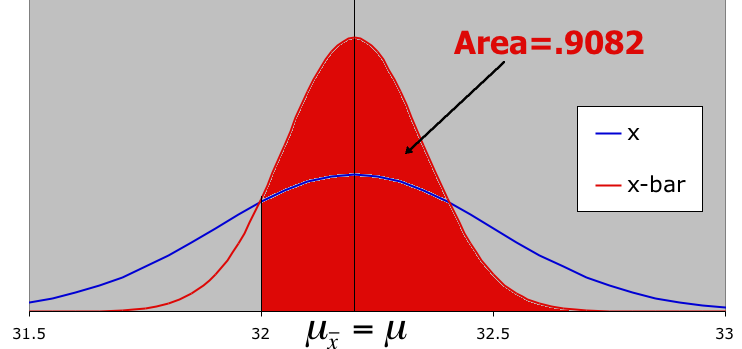 Area=.9082
x
x-bar
31.5 32 32.5 33
μx̄ = μ